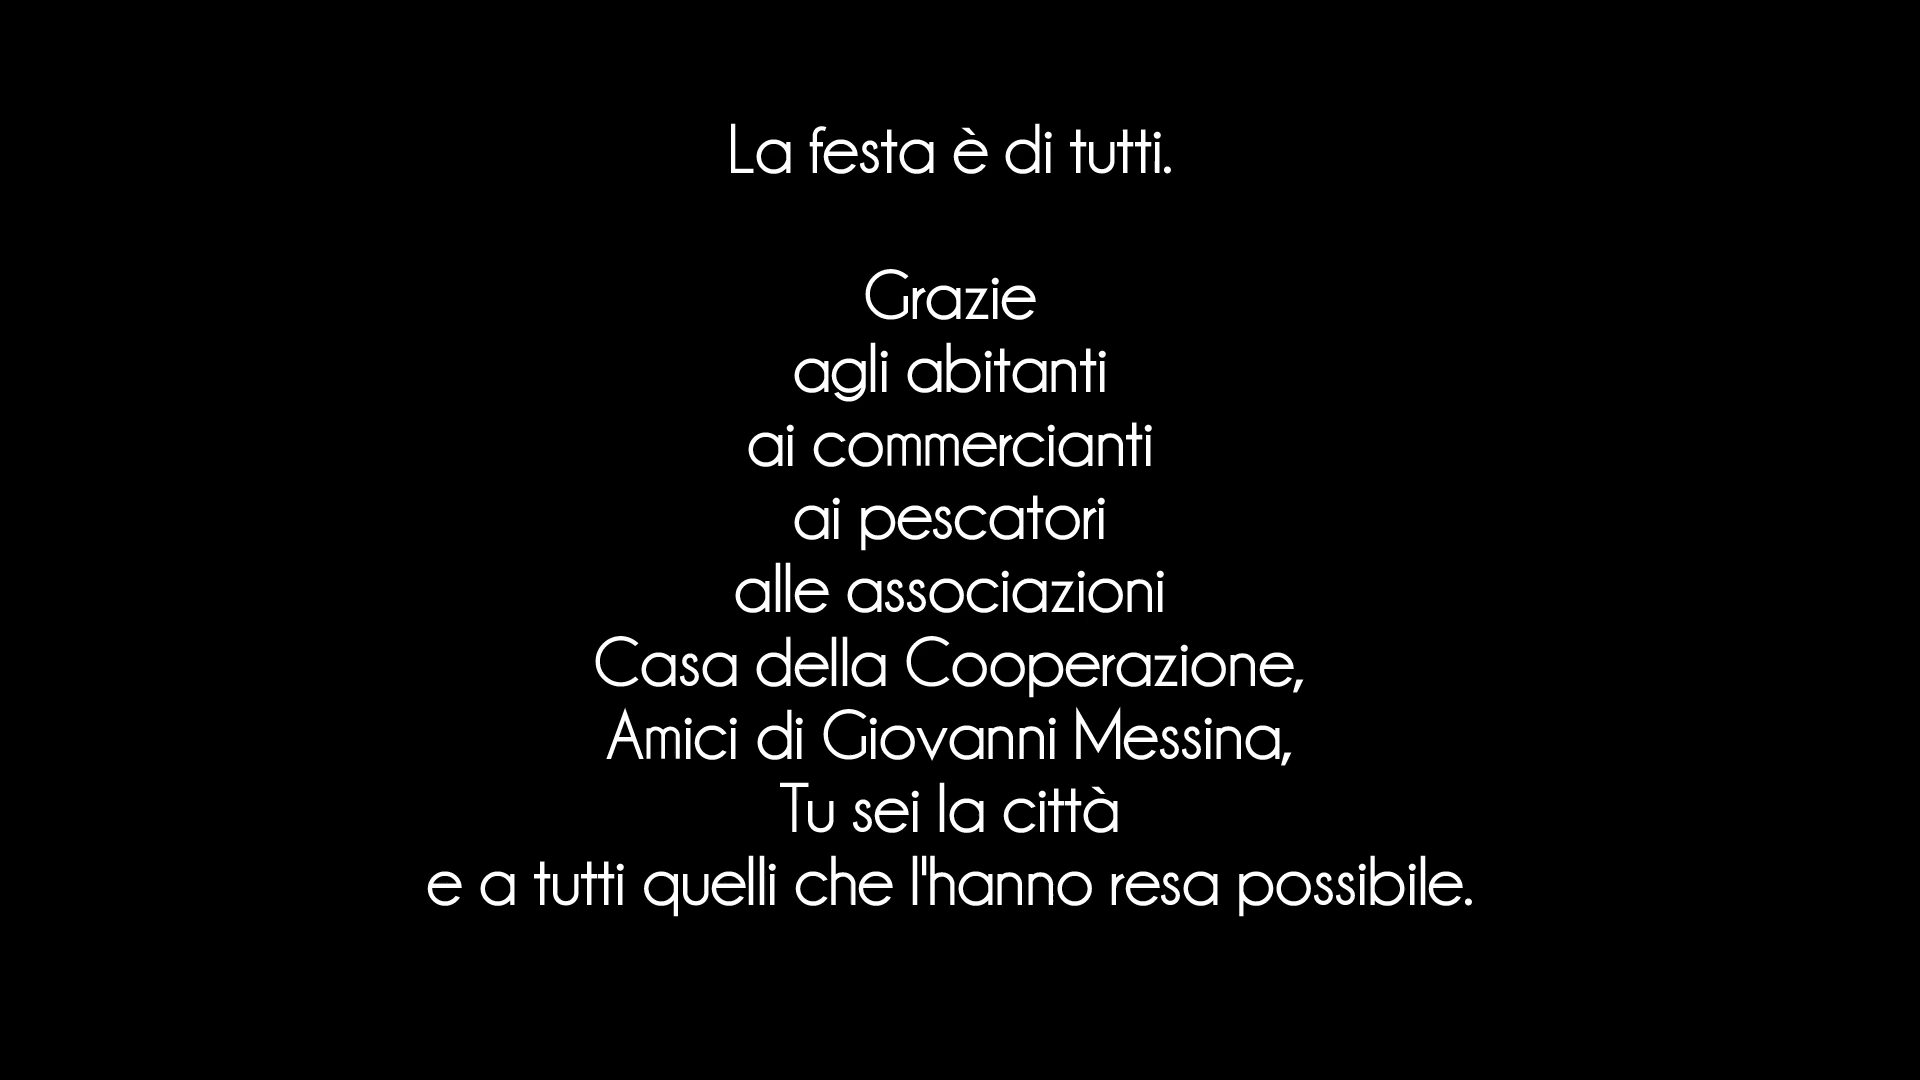 La festa è di tutti.
Grazie
agli abitanti
ai commercianti
ai pescatori
alle associazioni
Casa della Cooperazione,
Amici di Giovanni Messina,
Tu sei la città
e a tutti quelli che l'hanno resa possibile.